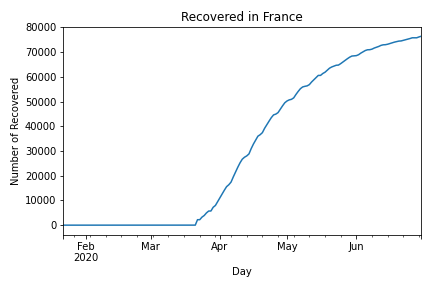 Recovered in France
Number of Recovered
80000
70000
60000
50000
40000
30000
20000
10000
0
Feb
2020
Mar
Apr
May
Jun
Day